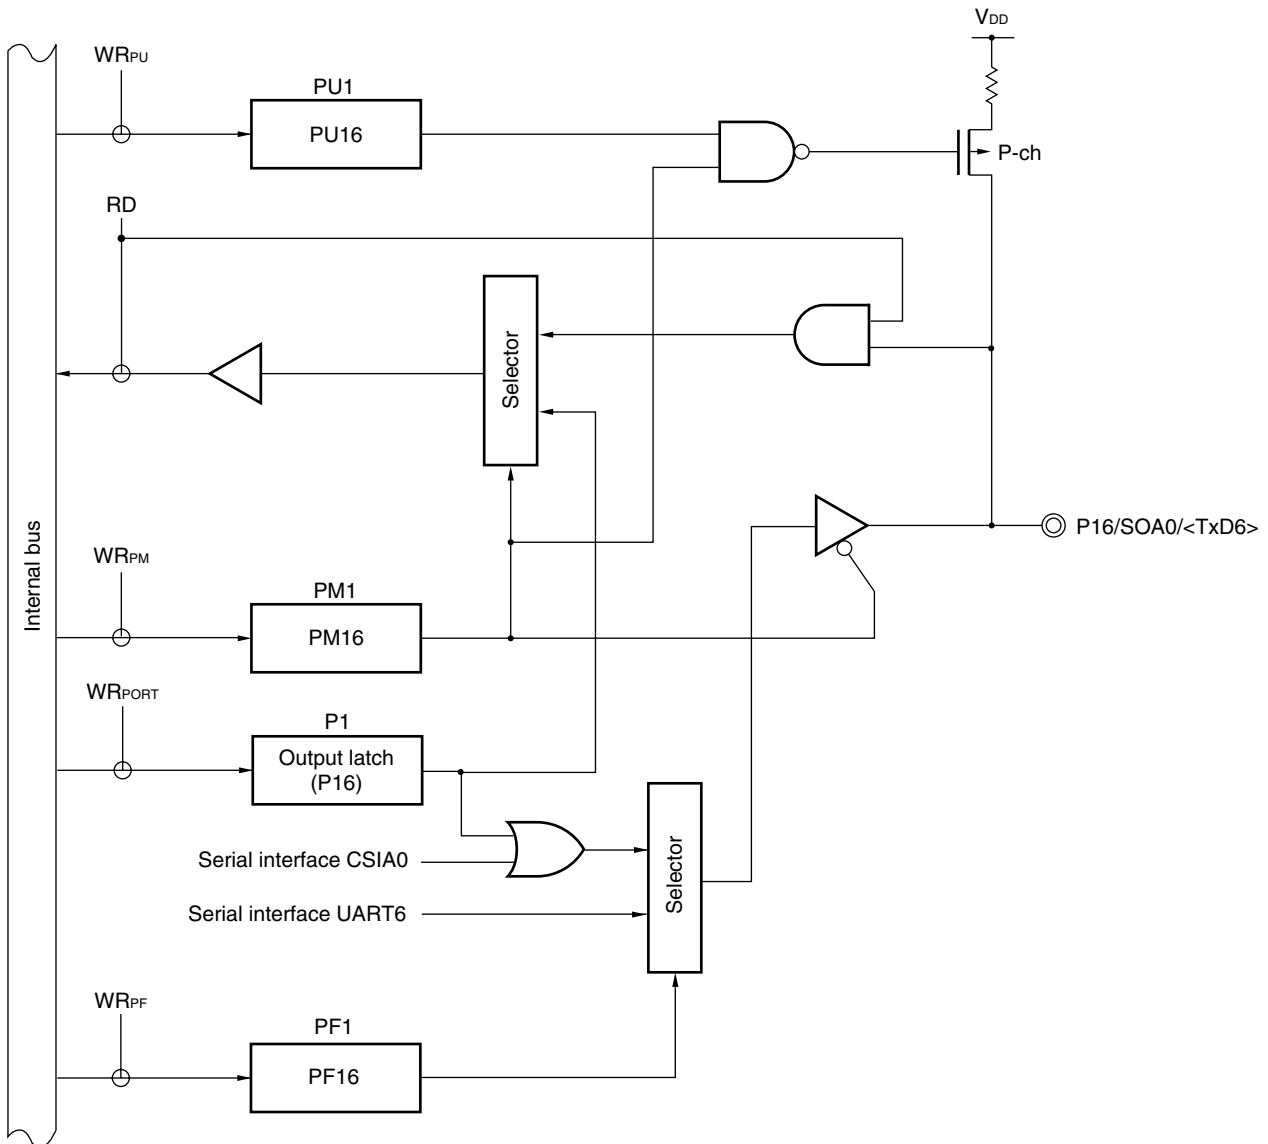 VDD
WRPU
PU1
PU16
P-ch
RD
Selector
Internal bus
P16/SOA0/<TxD6>
WRPM
PM1
PM16
WRPORT
P1
Output latch
(P16)
Serial interface CSIA0
Selector
Serial interface UART6
WRPF
PF1
PF16